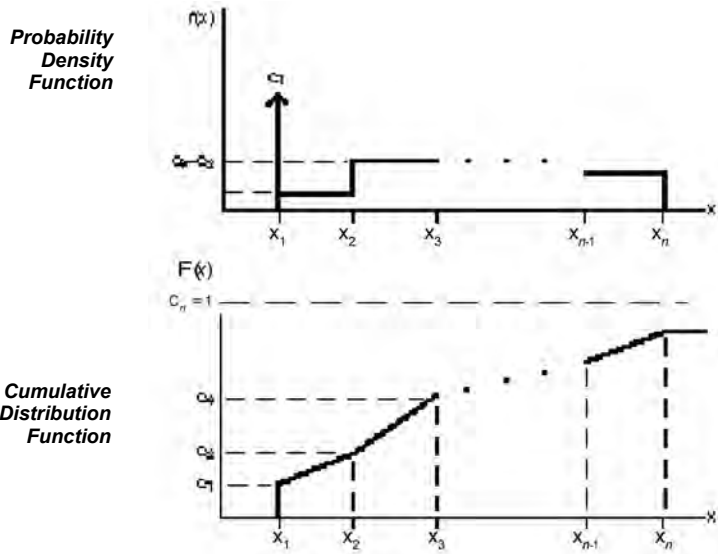 Probability
Density
Function
f(x)
c₁
x
x₁ x₂ x₃ xₙ₋₁ xₙ
F(x)
Cₙ = 1
Cumulative
Distribution
Function
x
x₁ x₂ x₃ xₙ₋₁ xₙ